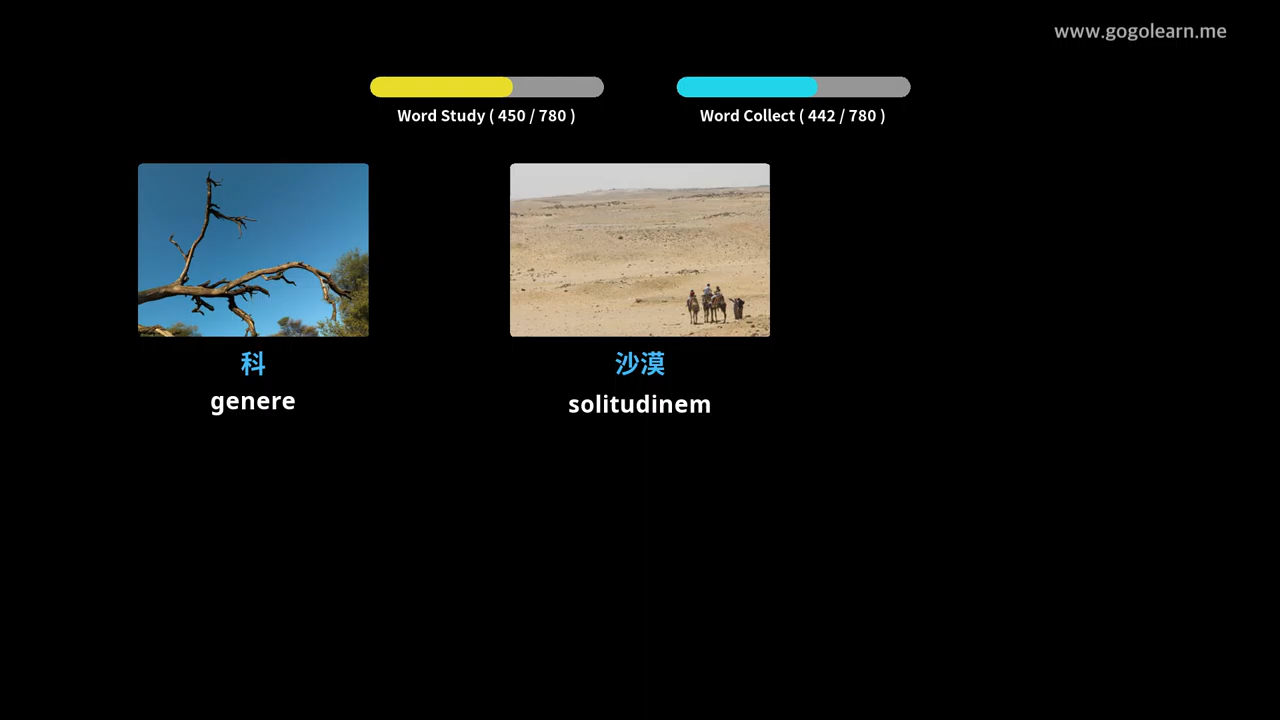 www.gogolearn.me
Word Study ( 450 / 780 )
Word Collect ( 442 / 780 )
科
genere
沙漠
solitudinem